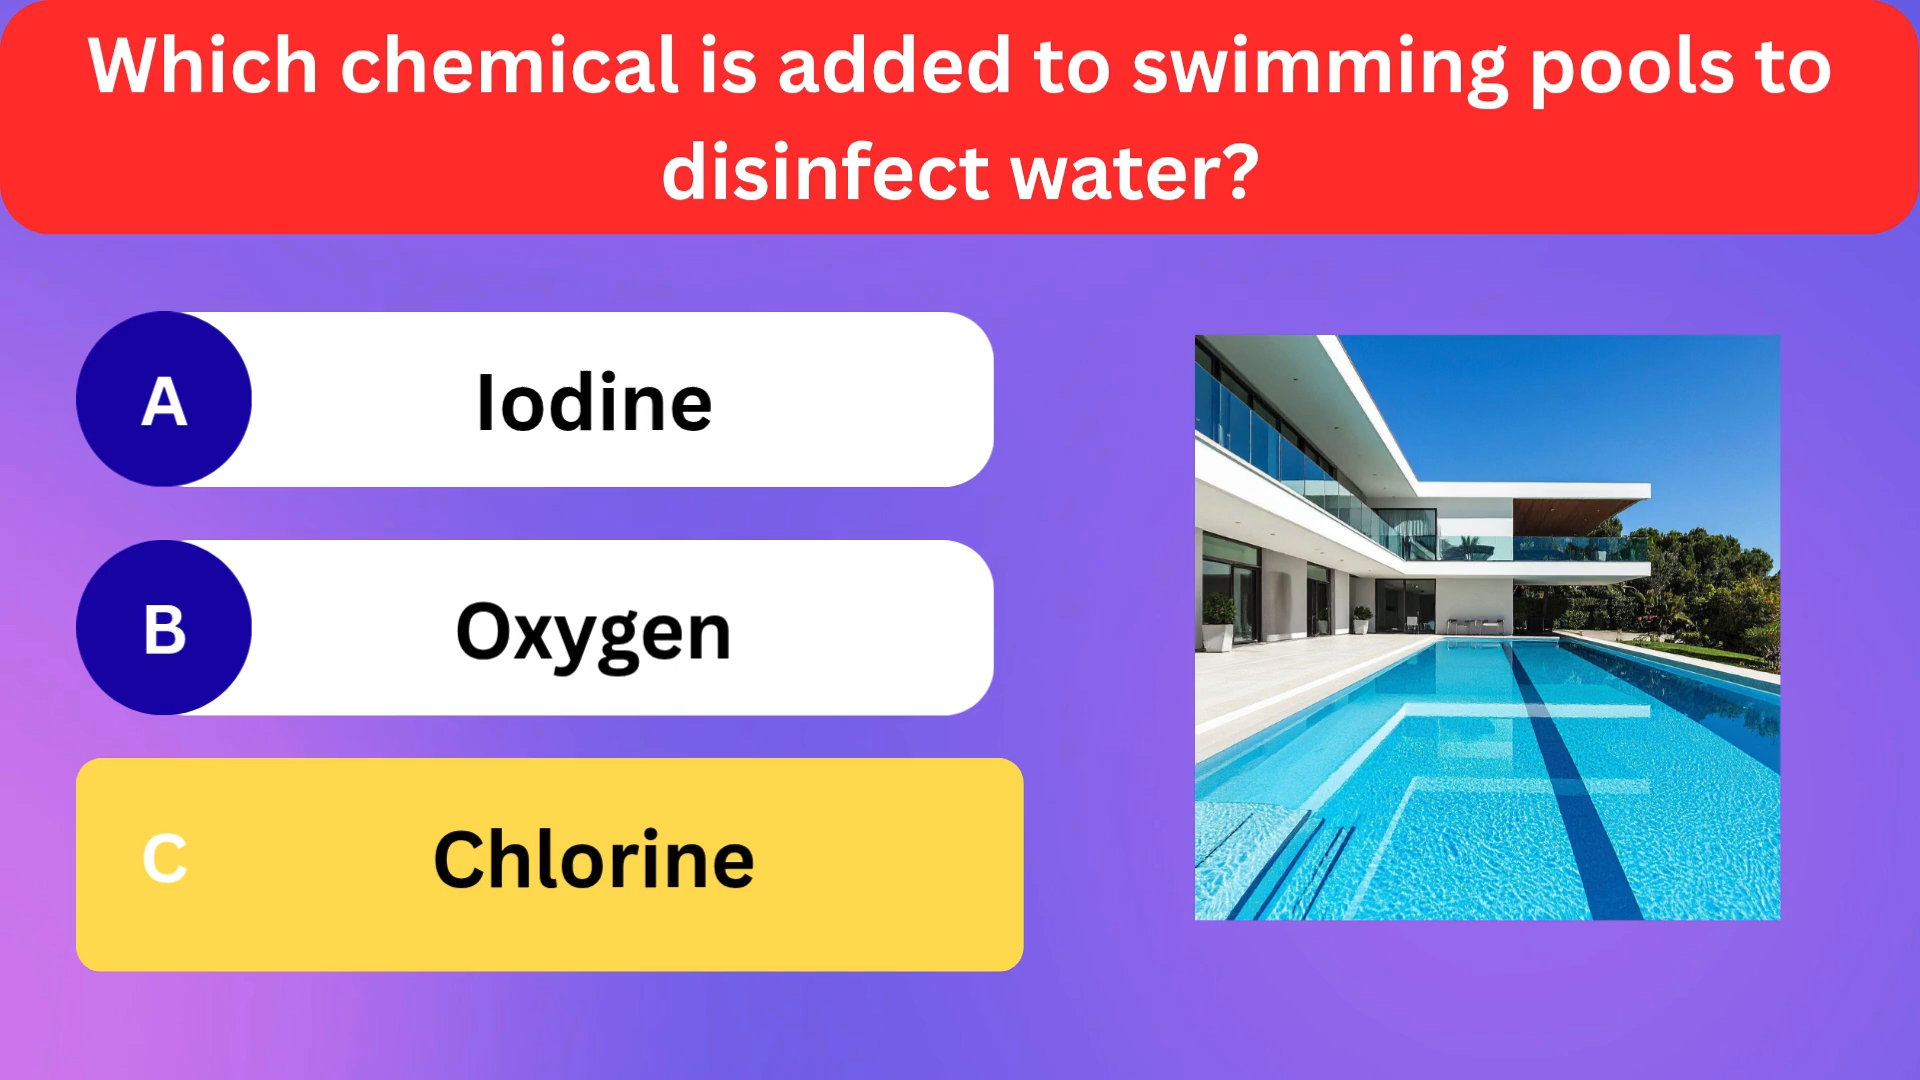 Which chemical is added to swimming pools to
disinfect water?
A
Iodine
B
Oxygen
C
Chlorine